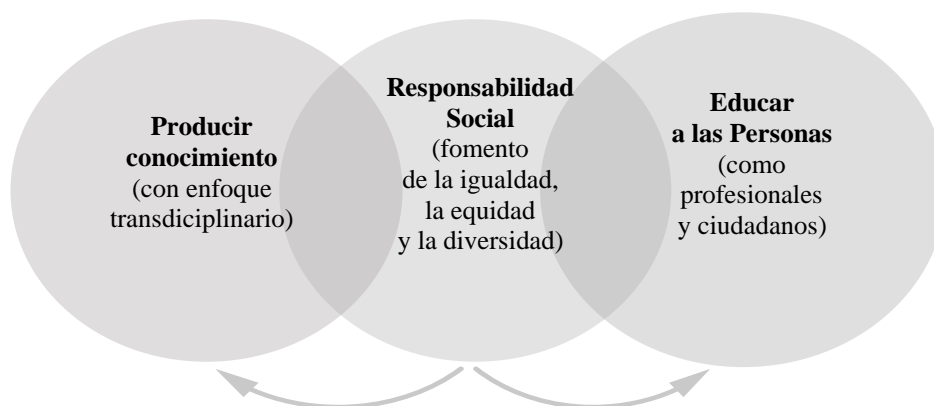 Producir
conocimiento
(con enfoque
transdiciplinario)
Responsabilidad
Social
(fomento
de la igualdad,
la equidad
y la diversidad)
Educar
a las Personas
(como
profesionales
y ciudadanos)